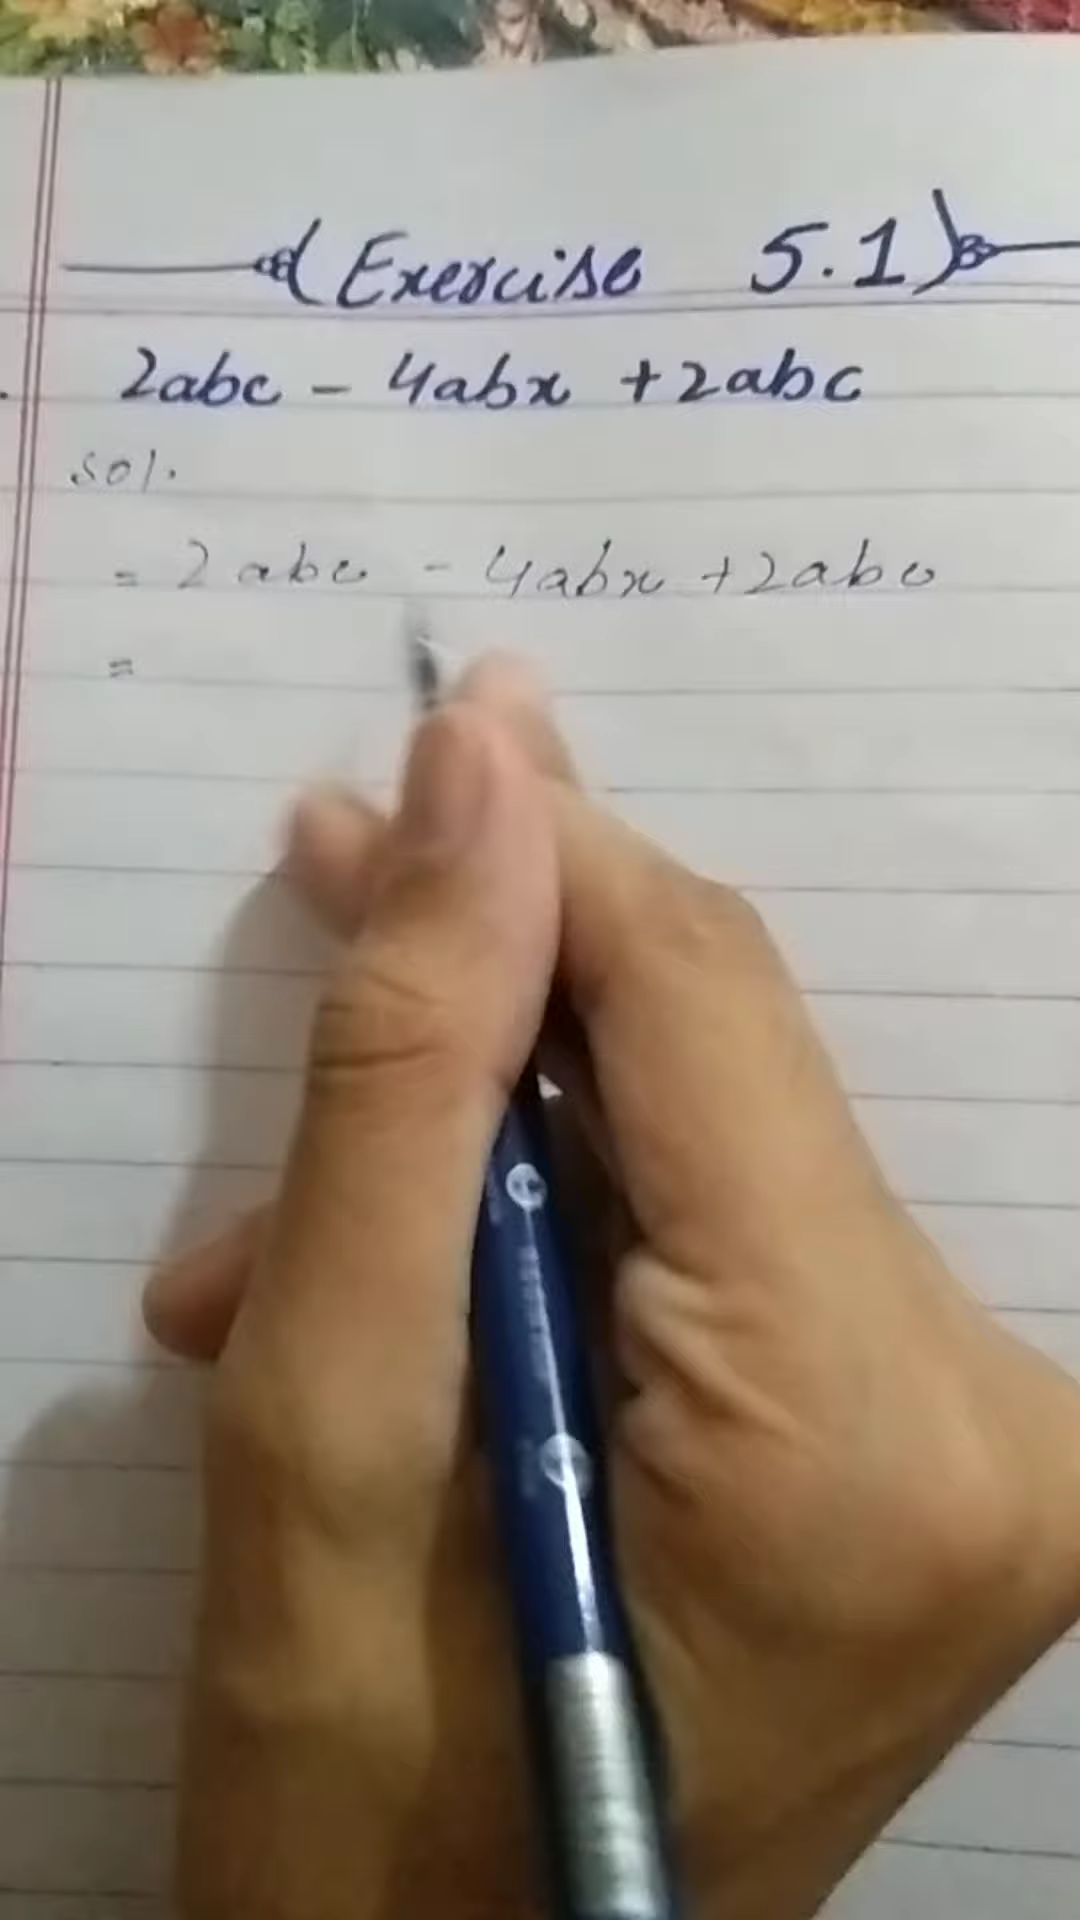 (Exercise 5.1)
2abc - 4abx + 2abc
Sol.
= 2abc - 4abx + 2abc
=